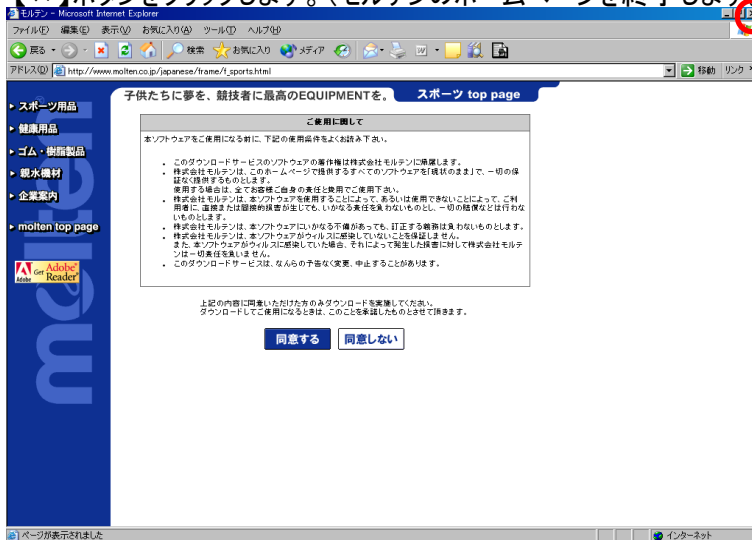 モルテン - Microsoft Internet Explorer
ファイル(F) 編集(E) 表示(V) お気に入り(A) ツール(T) ヘルプ(H)
戻る 検索 お気に入り メディア
アドレス(D) http://www.molten.co.jp/japanese/frame/f_sports.html 移動 リンク
子供たちに夢を、競技者に最高のEQUIPMENTを。 スポーツ top page
スポーツ用品
健康用品
ゴム・樹脂製品
親水機材
企業案内
molten top page
Get Adobe Reader
Adobe
molten
ご使用に関して
本ソフトウェアをご使用になる前に、下記の使用条件をよくお読み下さい。
このダウンロードサービスのソフトウェアの著作権は株式会社モルテンに帰属します。
株式会社モルテンは、このホームページで提供するすべてのソフトウェアを「現状のまま」で、一切の保
証なく提供するものとします。
使用する場合は、全てお客様ご自身の責任と費用でご使用下さい。
株式会社モルテンは、本ソフトウェアを使用することによって、あるいは使用できないことによって、ご利
用者に、直接または間接的損害が生じても、いかなる責任を負わないものとし、一切の賠償などは行わな
いものとします。
株式会社モルテンは、本ソフトウェアにいかなる不備があっても、訂正する義務は負わないものとします。
株式会社モルテンは、本ソフトウェアがウィルスに感染していないことを保証しません。
また、本ソフトウェアがウィルスに感染していた場合、それによって発生した損害に対して株式会社モルテ
ンは一切責任を負いません。
このダウンロードサービスは、なんらの予告なく変更、中止することがあります。
上記の内容に同意いただけた方のみダウンロードを実施してください。
ダウンロードしてご使用になるときは、このことを承諾したものとさせて頂きます。
同意する 同意しない
ページが表示されました インターネット